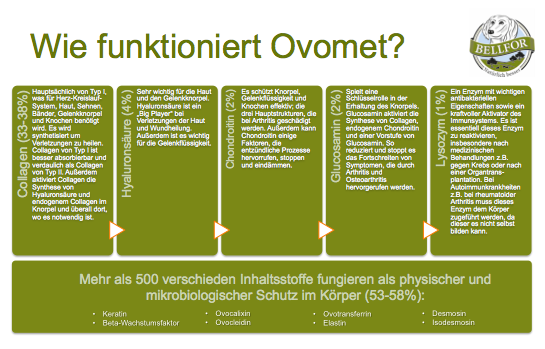 Wie funktioniert Ovomet?
BELLFOR
Natürlich besser
Collagen (33-38%)
Hauptsächlich von Typ I,
was für Herz-Kreislauf-
System, Haut, Sehnen,
Bänder, Gelenkknorpel
und Knochen benötigt
wird. Es wird
synthetisiert um
Verletzungen zu heilen.
Collagen von Typ I ist
besser absorbierbar und
verdaulich als Collagen
von Typ II. Außerdem
aktiviert Collagen die
Synthese von
Hyaluronsäure und
endogenem Collagen im
Knorpel und überall dort,
wo es notwendig ist.
Hyaluronsäure (4%)
Sehr wichtig für die Haut
und den Gelenkknorpel.
Hyaluronsäure ist ein
„Big Player" bei
Verletzungen der Haut
und Wundheilung.
Außerdem ist es wichtig
für die Gelenkflüssigkeit.
Chondroitin (2%)
Es schützt Knorpel,
Gelenkflüssigkeit und
Knochen effektiv; die
drei Hauptstrukturen, die
bei Arthritis geschädigt
werden. Außerdem kann
Chondroitin einige
Faktoren, die
entzündliche Prozesse
hervorrufen, stoppen
und eindämmen.
Glucosamin (2%)
Spielt eine
Schlüsselrolle in der
Erhaltung des Knorpels.
Glucosamin aktiviert die
Synthese von Collagen,
endogenem Chondroitin
und einer Vorstufe von
Glucosamin. So
reduziert und stoppt es
das Fortschreiten von
Symptomen, die durch
Arthritis und
Osteoarthritis
hervorgerufen werden.
Lysozym (1%)
Ein Enzym mit wichtigen
antibakteriellen
Eigenschaften sowie ein
kraftvoller Aktivator des
Immunsystems. Es ist
essentiell dieses Enzym
zu reaktivieren,
insbesondere nach
medizinischen
Behandlungen z.B.
gegen Krebs oder nach
einer Organtrans-
plantation. Bei
Autoimmunkrankheiten
z.B. bei rheumatoider
Arthritis muss dieses
Enzym dem Körper
zugeführt werden, da
dieser es nicht selbst
bilden kann.
Mehr als 500 verschieden Inhaltsstoffe fungieren als physischer und
mikrobiologischer Schutz im Körper (53-58%):
• Keratin
• Beta-Wachstumsfaktor
• Ovocalixin
• Ovocleidin
• Ovotransferrin
• Elastin
• Desmosin
• Isodesmosin